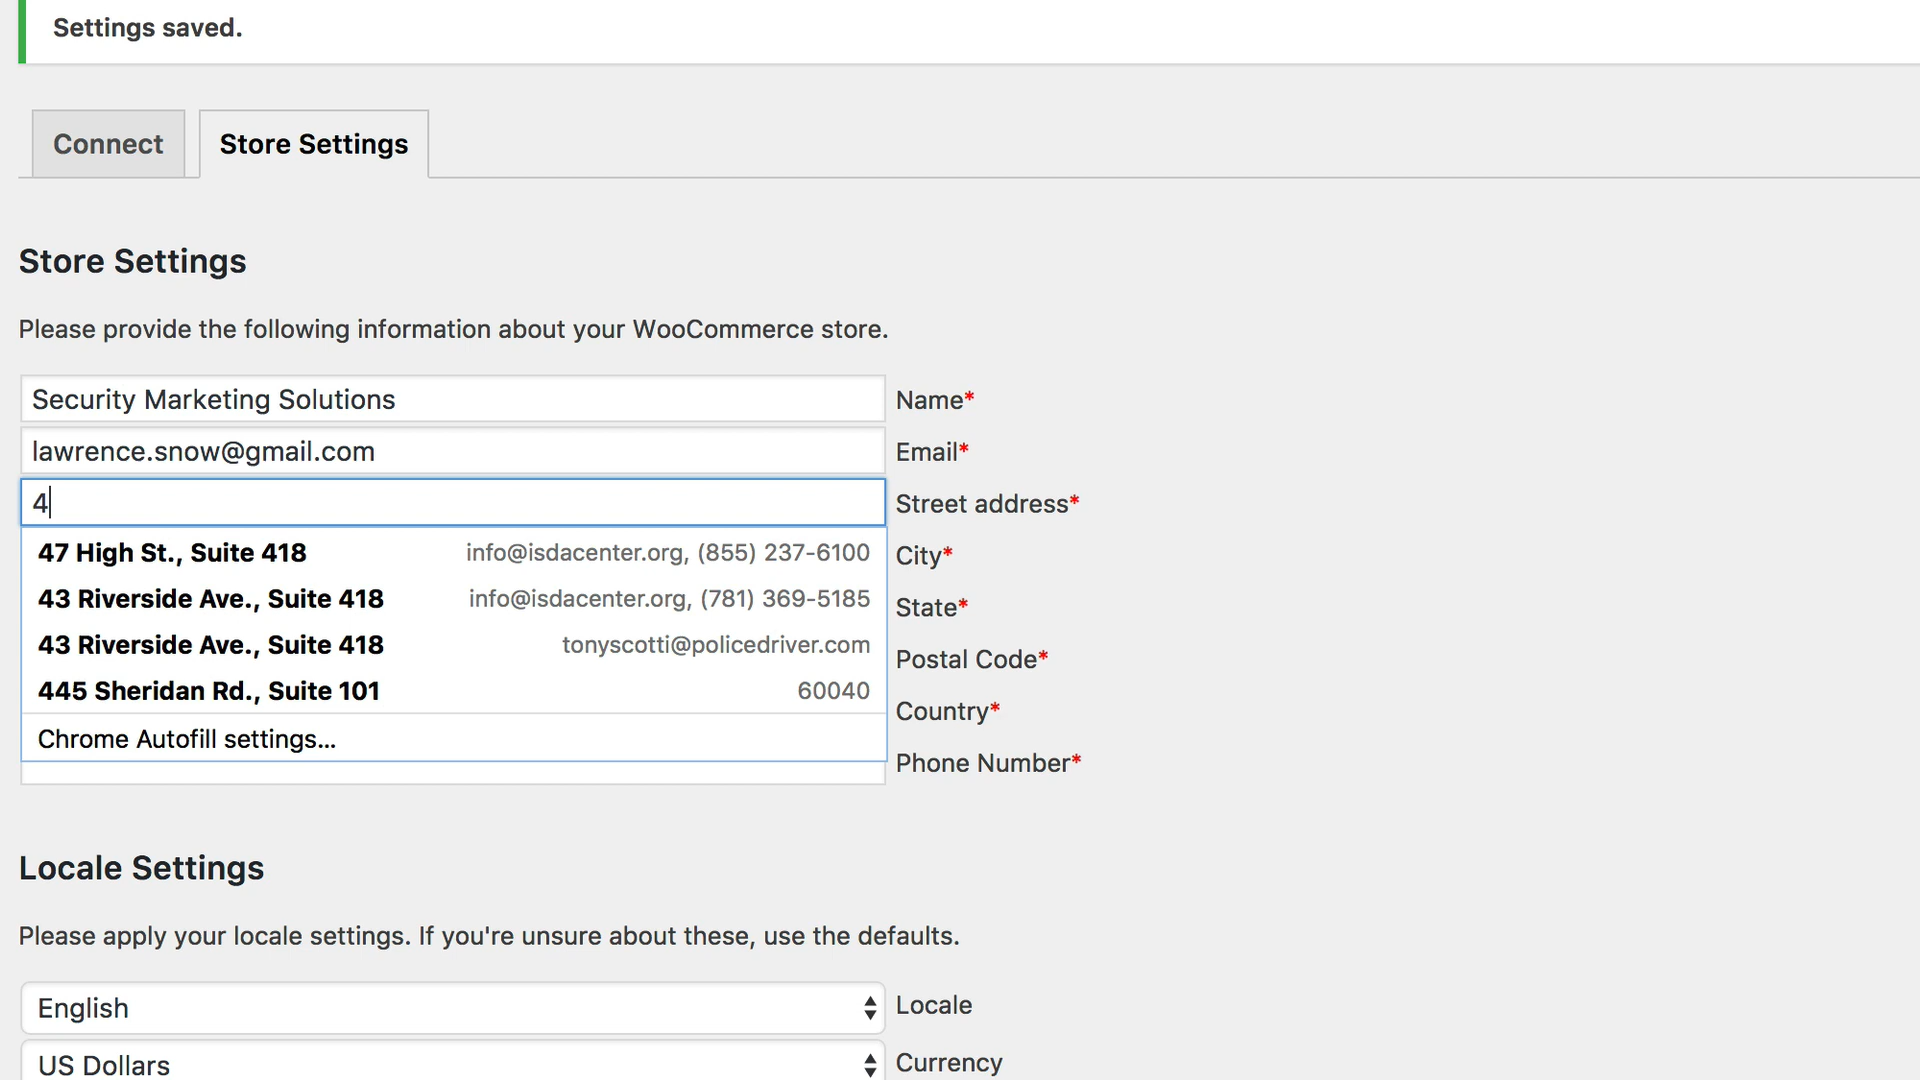 Settings saved.
Connect
Store Settings
Store Settings
Please provide the following information about your WooCommerce store.
Security Marketing Solutions Name*
lawrence.snow@gmail.com Email*
4 Street address*
47 High St., Suite 418 info@isdacenter.org, (855) 237-6100 City*
43 Riverside Ave., Suite 418 info@isdacenter.org, (781) 369-5185 State*
43 Riverside Ave., Suite 418 tonyscotti@policedriver.com Postal Code*
445 Sheridan Rd., Suite 101 60040 Country*
Chrome Autofill settings... Phone Number*
Locale Settings
Please apply your locale settings. If you're unsure about these, use the defaults.
English Locale
US Dollars Currency